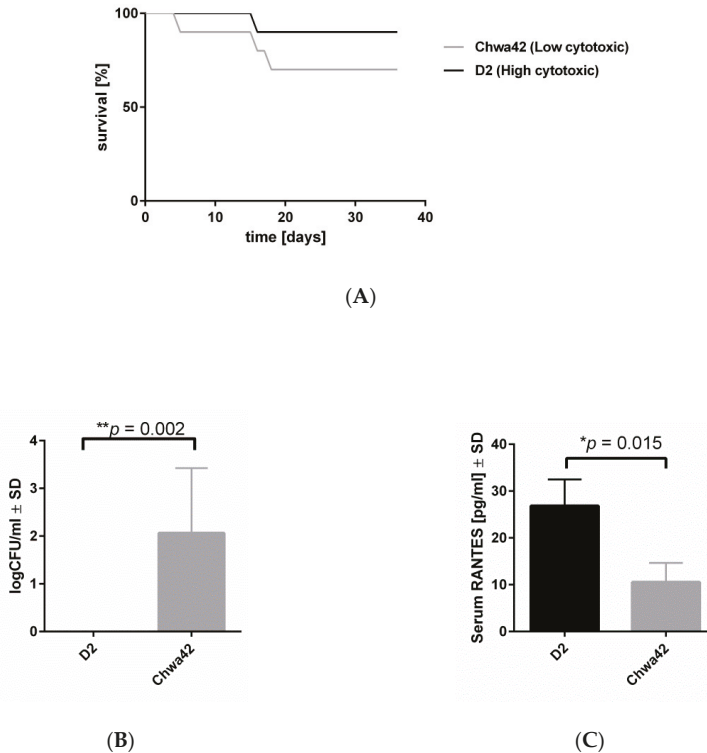 100
50
0
survival [%]
0 10 20 30 40
time [days]
Chwa42 (Low cytotoxic)
D2 (High cytotoxic)
(A)
**p = 0.002
4
3
2
1
0
logCFU/ml ± SD
D2
Chwa42
(B)
*p = 0.015
40
30
20
10
0
Serum RANTES [pg/ml] ± SD
D2
Chwa42
(C)